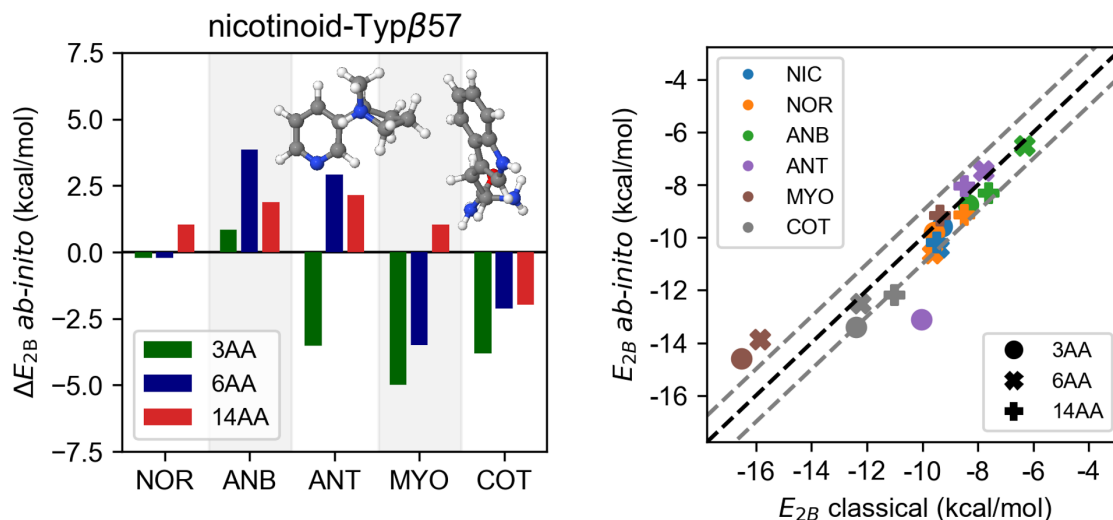 nicotinoid-Typβ57
ΔE2B ab-inito (kcal/mol)
7.5
5.0
2.5
0.0
−2.5
−5.0
−7.5
3AA
6AA
14AA
NOR ANB ANT MYO COT
E2B ab-inito (kcal/mol)
-4
-6
-8
-10
-12
-14
-16
NIC
NOR
ANB
ANT
MYO
COT
3AA
6AA
14AA
-16 -14 -12 -10 -8 -6 -4
E2B classical (kcal/mol)